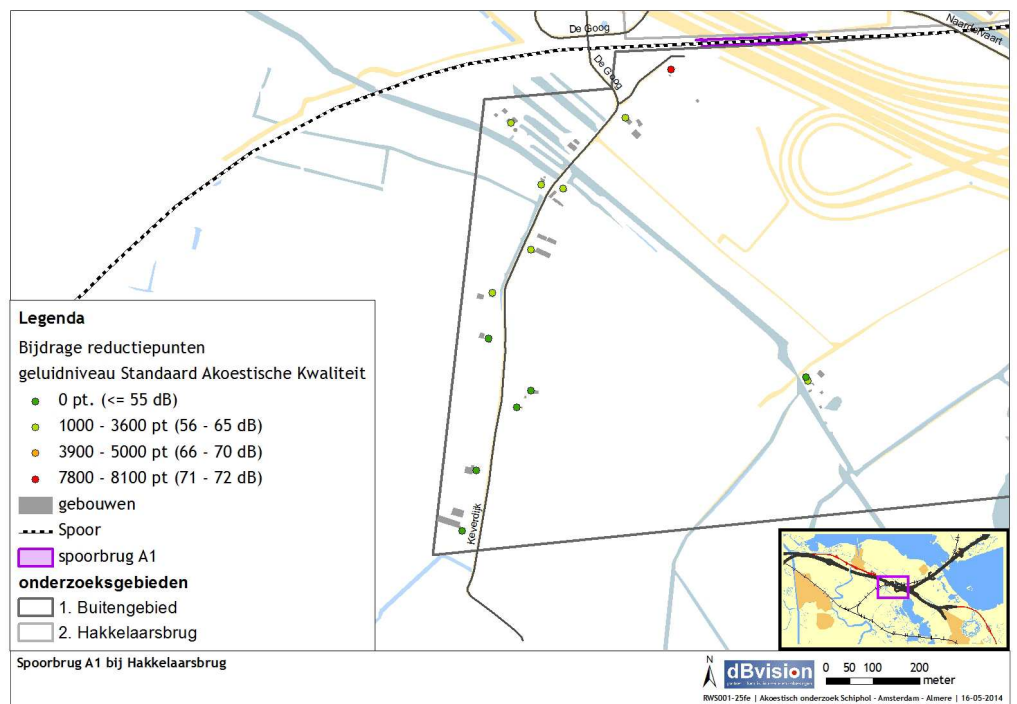 De Goog
De Goog
Naardertrekvaart
Keverdijk
Legenda
Bijdrage reductiepunten
geluidniveau Standaard Akoestische Kwaliteit
0 pt. (<= 55 dB)
1000 - 3600 pt (56 - 65 dB)
3900 - 5000 pt (66 - 70 dB)
7800 - 8100 pt (71 - 72 dB)
gebouwen
Spoor
spoorbrug A1
onderzoeksgebieden
1. Buitengebied
2. Hakkelaarsbrug
Spoorbrug A1 bij Hakkelaarsbrug
N
dBvision
0 50 100 200
meter
RWS001-25fe | Akoestisch onderzoek Schiphol - Amsterdam - Almere | 16-05-2014